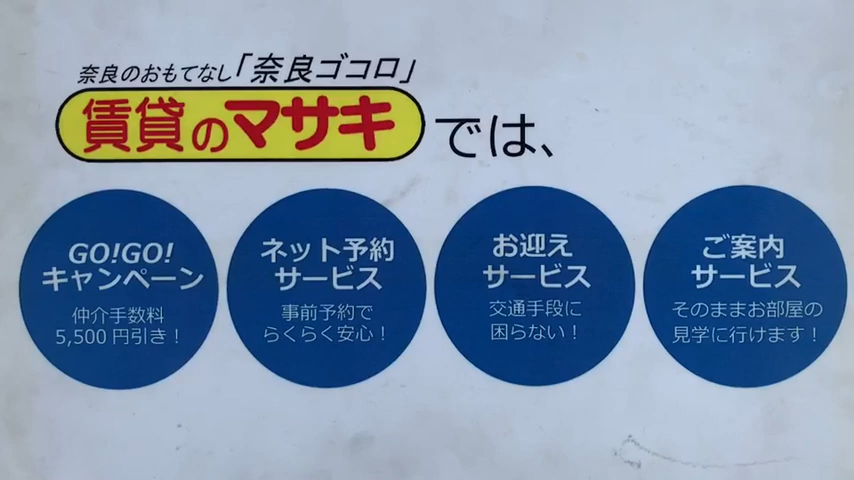 奈良のおもてなし「奈良ゴコロ」
賃貸のマサキでは、
GO!GO!
キャンペーン
仲介手数料
5,500円引き！
ネット予約
サービス
事前予約で
らくらく安心！
お迎え
サービス
交通手段に
困らない！
ご案内
サービス
そのままお部屋の
見学に行けます！